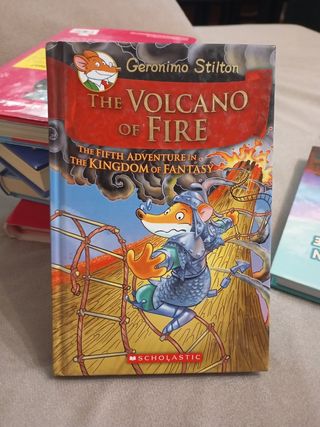 Geronimo Stilton
THE VOLCANO
OF FIRE
THE FIFTH ADVENTURE IN
THE KINGDOM OF FANTASY
SCHOLASTIC